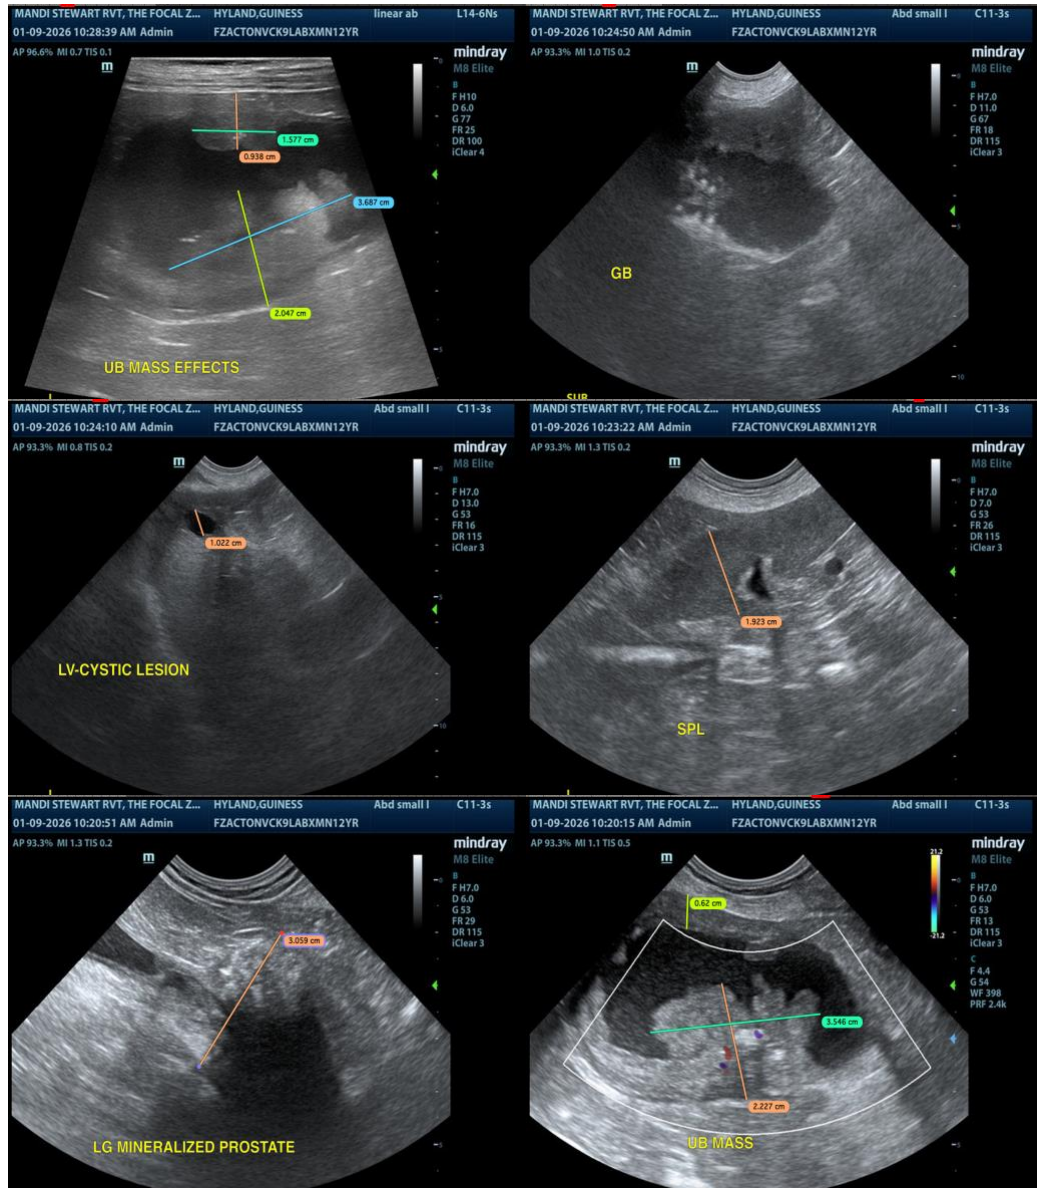 MANDI STEWART RVT, THE FOCAL Z... HYLAND,GUINESS linear ab L14-6Ns
01-09-2026 10:28:39 AM Admin FZACTONVCK9LABXMN12YR
AP 96.6% MI 0.7 TIS 0.1 mindray
m M8 Elite
B
F H10
D 6.0
G 77
FR 25
DR 100
iClear 4
1.577 cm
0.938 cm
3.687 cm
2.047 cm
5
UB MASS EFFECTS
MANDI STEWART RVT, THE FOCAL Z... HYLAND,GUINESS Abd small I C11-3s
01-09-2026 10:24:50 AM Admin FZACTONVCK9LABXMN12YR
AP 93.3% MI 1.0 TIS 0.2 mindray
m M8 Elite
B
F H7.0
D 11.0
G 67
FR 18
DR 115
iClear 3
5
GB
10
SUB
MANDI STEWART RVT, THE FOCAL Z... HYLAND,GUINESS Abd small I C11-3s
01-09-2026 10:24:10 AM Admin FZACTONVCK9LABXMN12YR
AP 93.3% MI 0.8 TIS 0.2 mindray
m M8 Elite
B
F H7.0
D 13.0
G 53
FR 16
DR 115
iClear 3
1.022 cm
5
LV-CYSTIC LESION
10
MANDI STEWART RVT, THE FOCAL Z... HYLAND,GUINESS Abd small I C11-3s
01-09-2026 10:23:22 AM Admin FZACTONVCK9LABXMN12YR
AP 93.3% MI 1.3 TIS 0.2 mindray
m M8 Elite
B
F H7.0
D 7.0
G 53
FR 26
DR 115
iClear 3
1.923 cm
5
SPL
MANDI STEWART RVT, THE FOCAL Z... HYLAND,GUINESS Abd small I C11-3s
01-09-2026 10:20:51 AM Admin FZACTONVCK9LABXMN12YR
AP 93.3% MI 1.3 TIS 0.2 mindray
m M8 Elite
B
F H7.0
D 6.0
G 53
FR 29
DR 115
iClear 3
3.059 cm
5
LG MINERALIZED PROSTATE
MANDI STEWART RVT, THE FOCAL Z... HYLAND,GUINESS Abd small I C11-3s
01-09-2026 10:20:15 AM Admin FZACTONVCK9LABXMN12YR
AP 93.3% MI 1.1 TIS 0.5 mindray
m M8 Elite
21.2
-21.2
B
F H7.0
D 6.0
G 53
FR 13
DR 115
iClear 3
C
F 4.4
G 54
WF 398
PRF 2.4k
0.62 cm
3.546 cm
2.227 cm
5
UB MASS